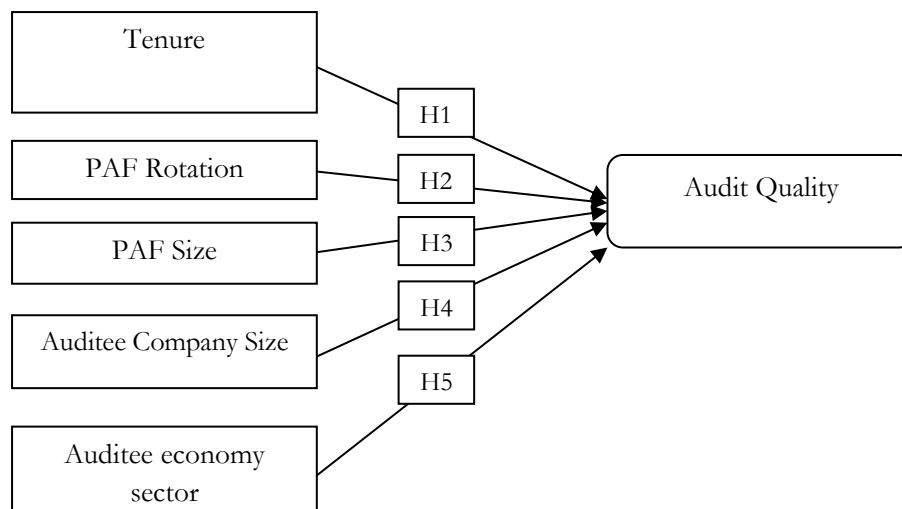 Tenure
H1
PAF Rotation
H2
Audit Quality
PAF Size
H3
Auditee Company Size
H4
H5
Auditee economy
sector